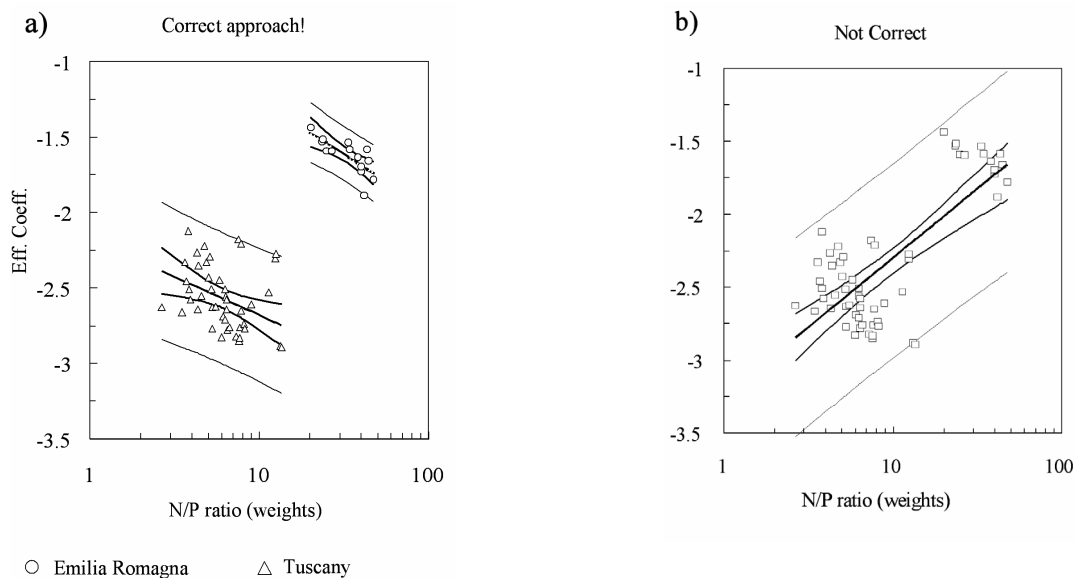 a)
Correct approach!
-1
-1.5
-2
-2.5
-3
-3.5
Eff. Coeff.
1
10
100
N/P ratio (weights)
Emilia Romagna
Tuscany
b)
Not Correct
-1
-1.5
-2
-2.5
-3
-3.5
1
10
100
N/P ratio (weights)